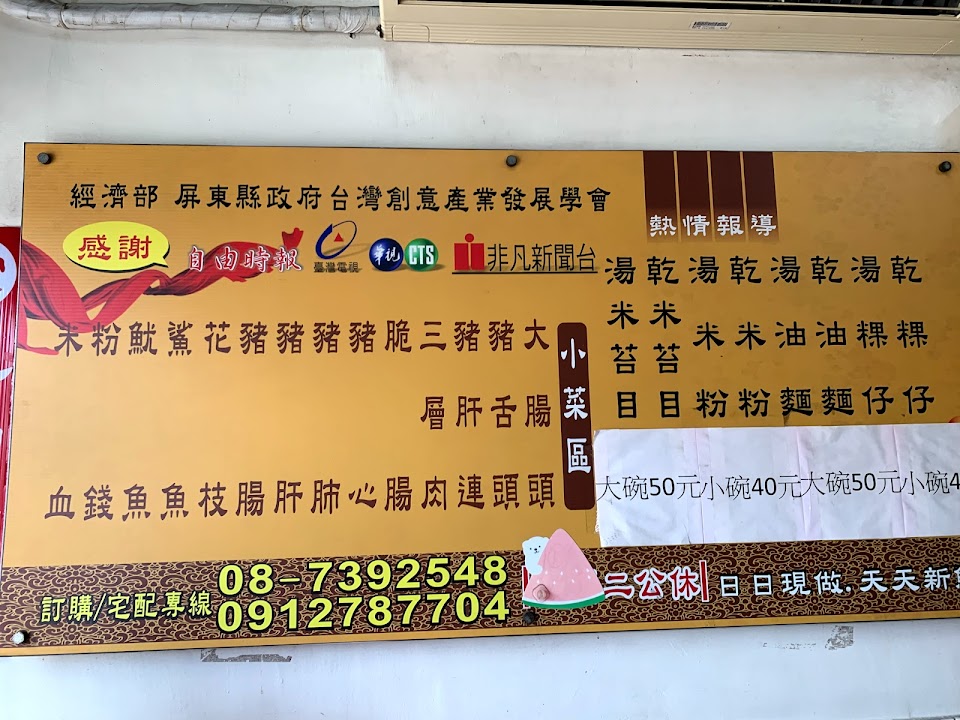 經濟部 屏東縣政府台灣創意產業發展學會
感謝
自由時報
臺灣電視
華視 CTS
非凡新聞台
熱情報導
乾粿仔
湯粿仔
乾油麵
湯油麵
乾米粉
湯米粉
乾米苔目
湯米苔目
大碗50元小碗40元大碗50元小碗4
小菜區
大腸頭
豬舌頭
豬肝連
三層肉
脆腸
豬心
豬肺
豬肝
豬腸
花枝
鯊魚
魷魚
粉錢
米血
訂購/宅配專線
08-7392548
0912787704
二公休
日日現做.天天新